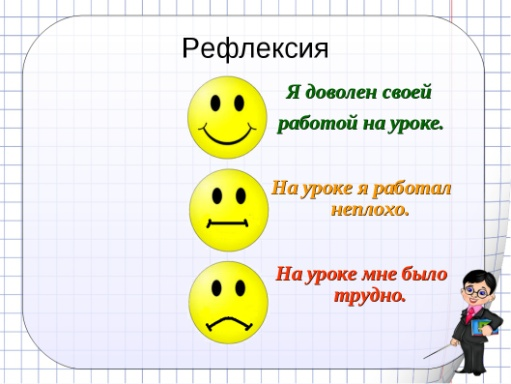 Рефлексия
Я доволен своей
работой на уроке.
На уроке я работал
неплохо.
На уроке мне было
трудно.